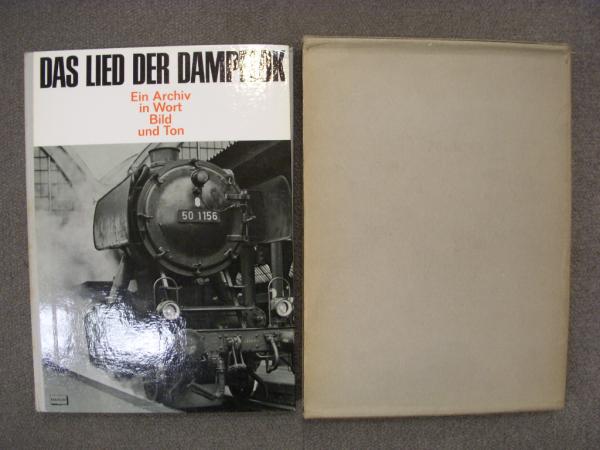 DAS LIED DER DAMPFLOK
Ein Archiv
in Wort
Bild
und Ton
50 1156